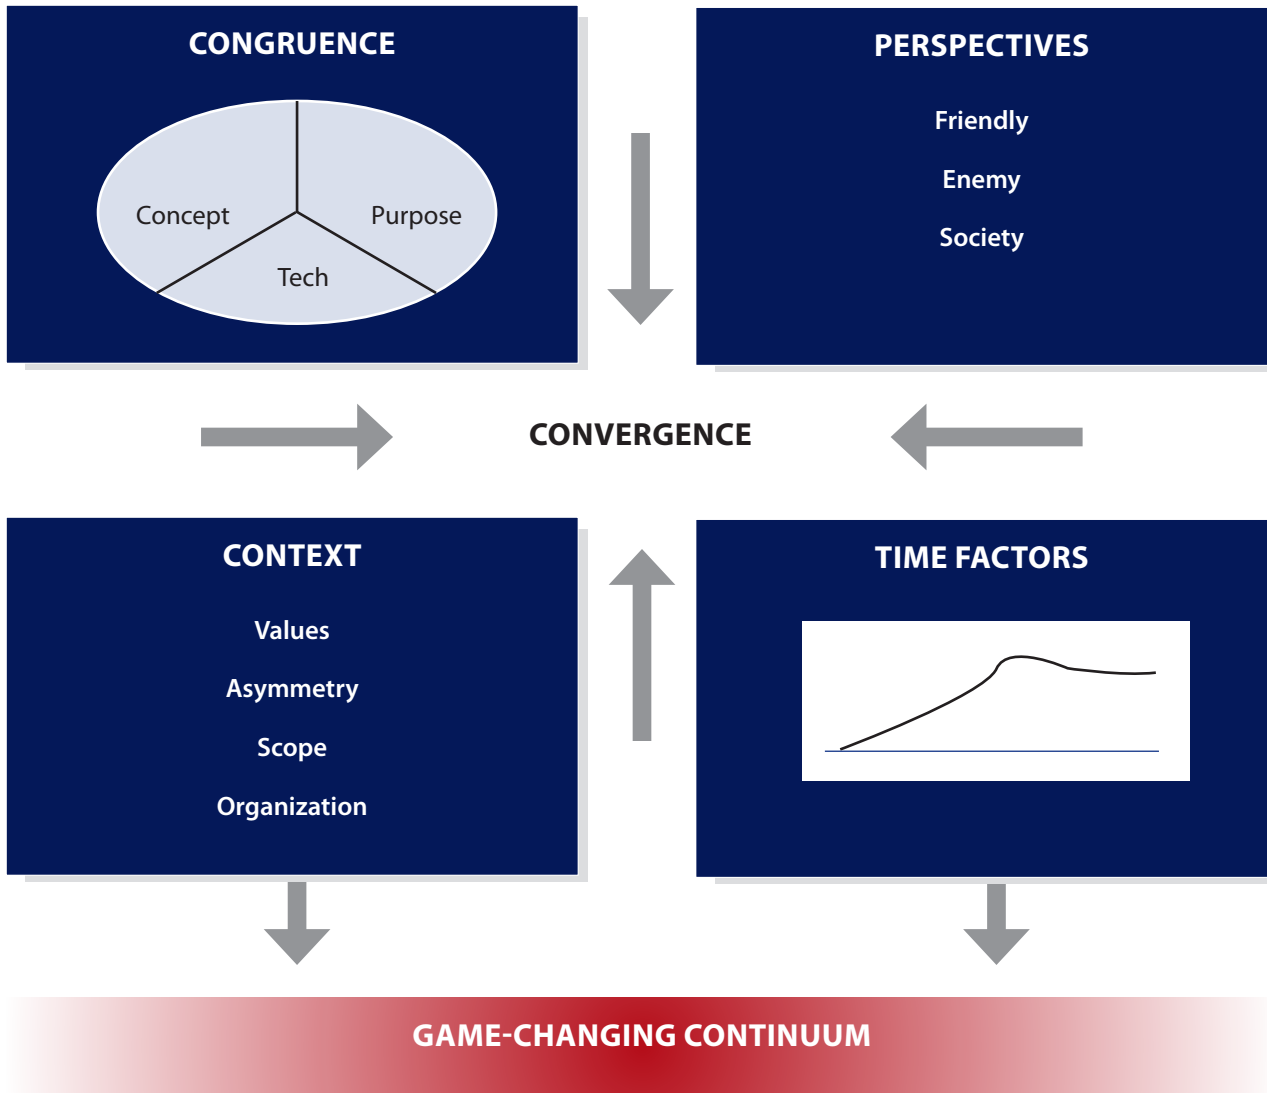 CONGRUENCE
Concept
Purpose
Tech
PERSPECTIVES
Friendly
Enemy
Society
CONVERGENCE
CONTEXT
Values
Asymmetry
Scope
Organization
TIME FACTORS
GAME-CHANGING CONTINUUM